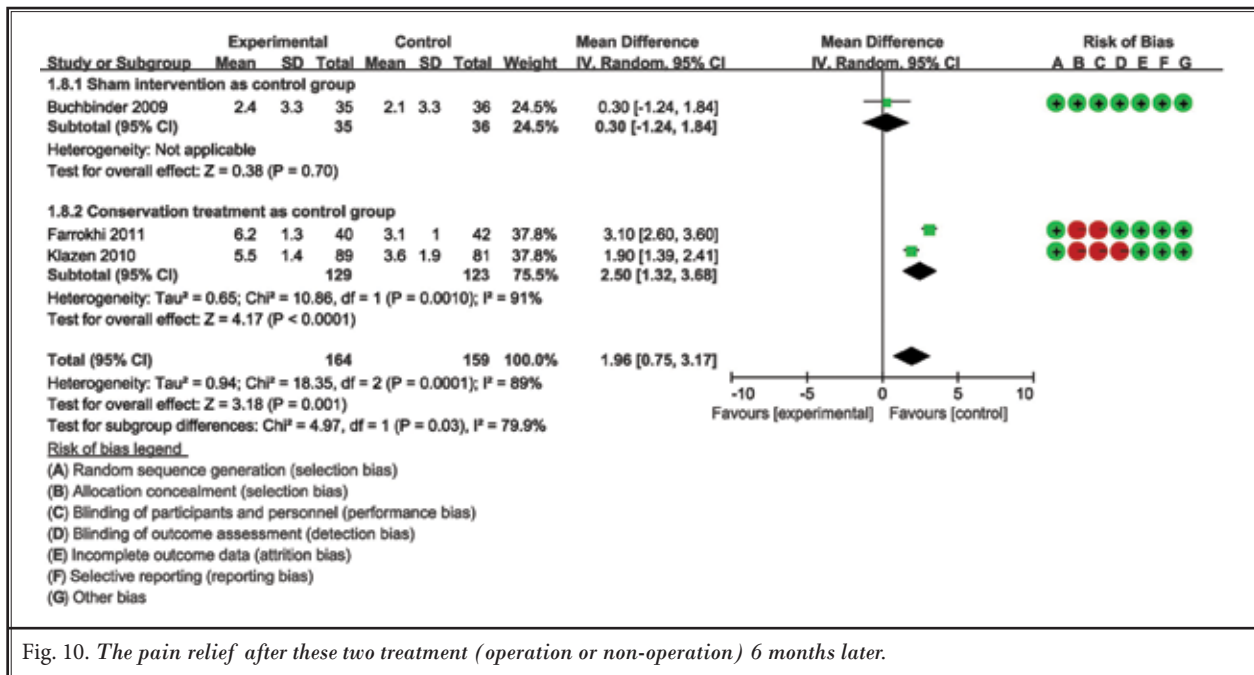 Experimental Control Mean Difference Mean Difference Risk of Bias
Study or Subgroup Mean SD Total Mean SD Total Weight IV, Random, 95% CI IV, Random, 95% CI A B C D E F G
1.8.1 Sham intervention as control group
Buchbinder 2009 2.4 3.3 35 2.1 3.3 36 24.5% 0.30 [-1.24, 1.84] + + + + + + +
Subtotal (95% CI) 35 36 24.5% 0.30 [-1.24, 1.84]
Heterogeneity: Not applicable
Test for overall effect: Z = 0.38 (P = 0.70)
1.8.2 Conservation treatment as control group
Farrokhi 2011 6.2 1.3 40 3.1 1 42 37.8% 3.10 [2.60, 3.60] + - - + + + +
Klazen 2010 5.5 1.4 89 3.6 1.9 81 37.8% 1.90 [1.39, 2.41] + - - - + + +
Subtotal (95% CI) 129 123 75.5% 2.50 [1.32, 3.68]
Heterogeneity: Tau² = 0.65; Chi² = 10.86, df = 1 (P = 0.0010); I² = 91%
Test for overall effect: Z = 4.17 (P < 0.0001)
Total (95% CI) 164 159 100.0% 1.96 [0.75, 3.17]
Heterogeneity: Tau² = 0.94; Chi² = 18.35, df = 2 (P = 0.0001); I² = 89%
Test for overall effect: Z = 3.18 (P = 0.001)
Test for subgroup differences: Chi² = 4.97, df = 1 (P = 0.03), I² = 79.9%
-10 -5 0 5 10
Favours [experimental] Favours [control]
Risk of bias legend
(A) Random sequence generation (selection bias)
(B) Allocation concealment (selection bias)
(C) Blinding of participants and personnel (performance bias)
(D) Blinding of outcome assessment (detection bias)
(E) Incomplete outcome data (attrition bias)
(F) Selective reporting (reporting bias)
(G) Other bias
Fig. 10. The pain relief after these two treatment (operation or non-operation) 6 months later.